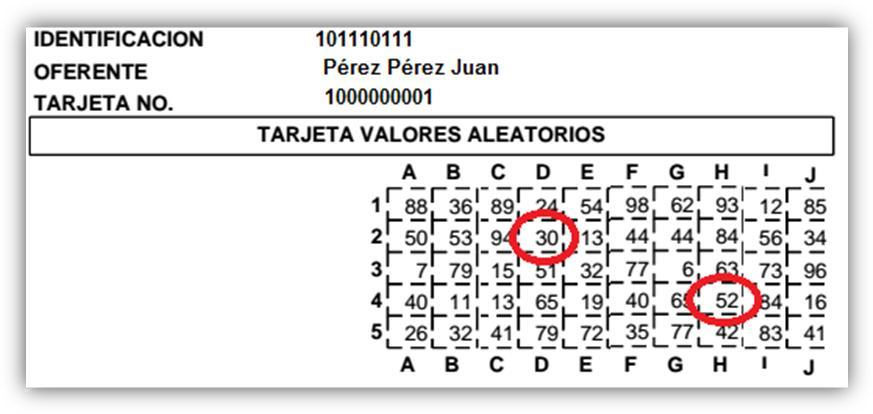 IDENTIFICACION 101110111
OFERENTE Pérez Pérez Juan
TARJETA NO. 1000000001
TARJETA VALORES ALEATORIOS
A B C D E F G H I J
1 88 36 89 24 54 98 62 93 12 85
2 50 53 94 30 13 44 44 84 56 34
3 7 79 15 51 32 77 6 63 73 96
4 40 11 13 65 19 40 52 84 16
5 26 32 41 79 72 35 77 42 83 41
A B C D E F G H I J